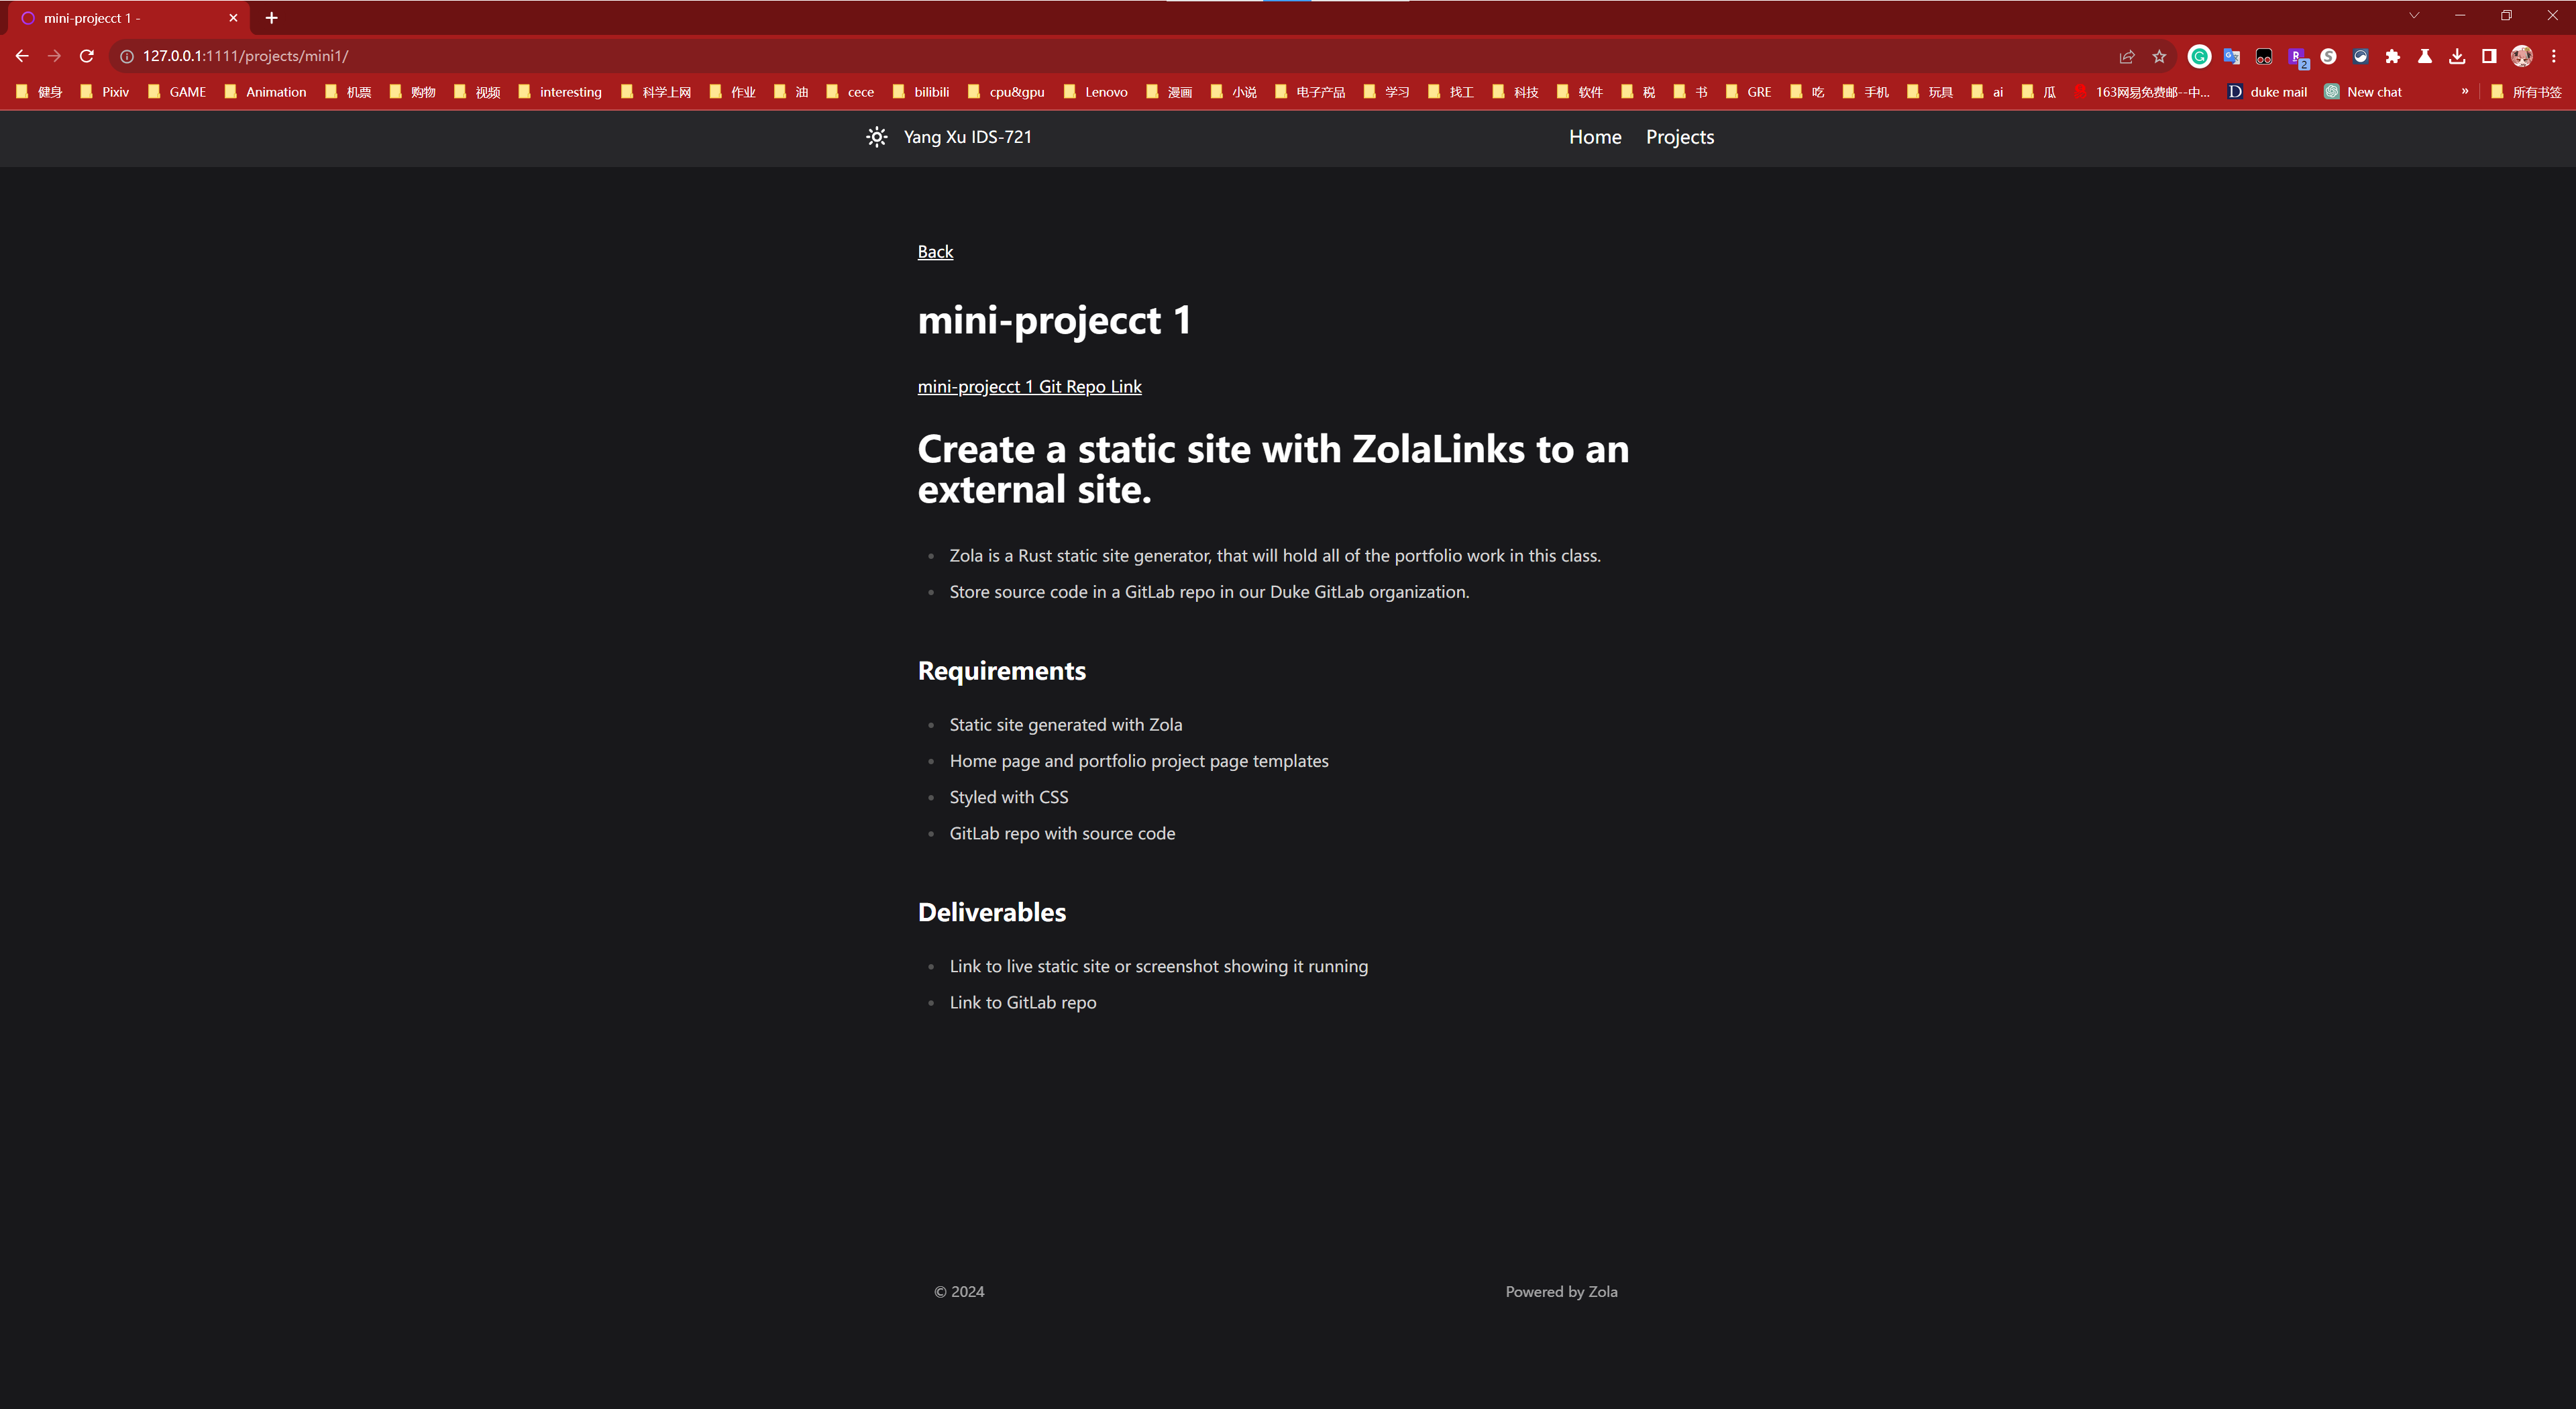 mini-projecct 1 -
127.0.0.1:1111/projects/mini1/
健身 Pixiv GAME Animation 机票 购物 视频 interesting 科学上网 作业 油 cece bilibili cpu&gpu Lenovo 漫画 小说 电子产品 学习 找工 科技 软件 税 书 GRE 吃 手机 玩具 ai 瓜 163网易免费邮--中... duke mail New chat » 所有书签
Yang Xu IDS-721 Home Projects
Back
mini-projecct 1
mini-projecct 1 Git Repo Link
Create a static site with ZolaLinks to an
external site.
Zola is a Rust static site generator, that will hold all of the portfolio work in this class.
Store source code in a GitLab repo in our Duke GitLab organization.
Requirements
Static site generated with Zola
Home page and portfolio project page templates
Styled with CSS
GitLab repo with source code
Deliverables
Link to live static site or screenshot showing it running
Link to GitLab repo
© 2024 Powered by Zola